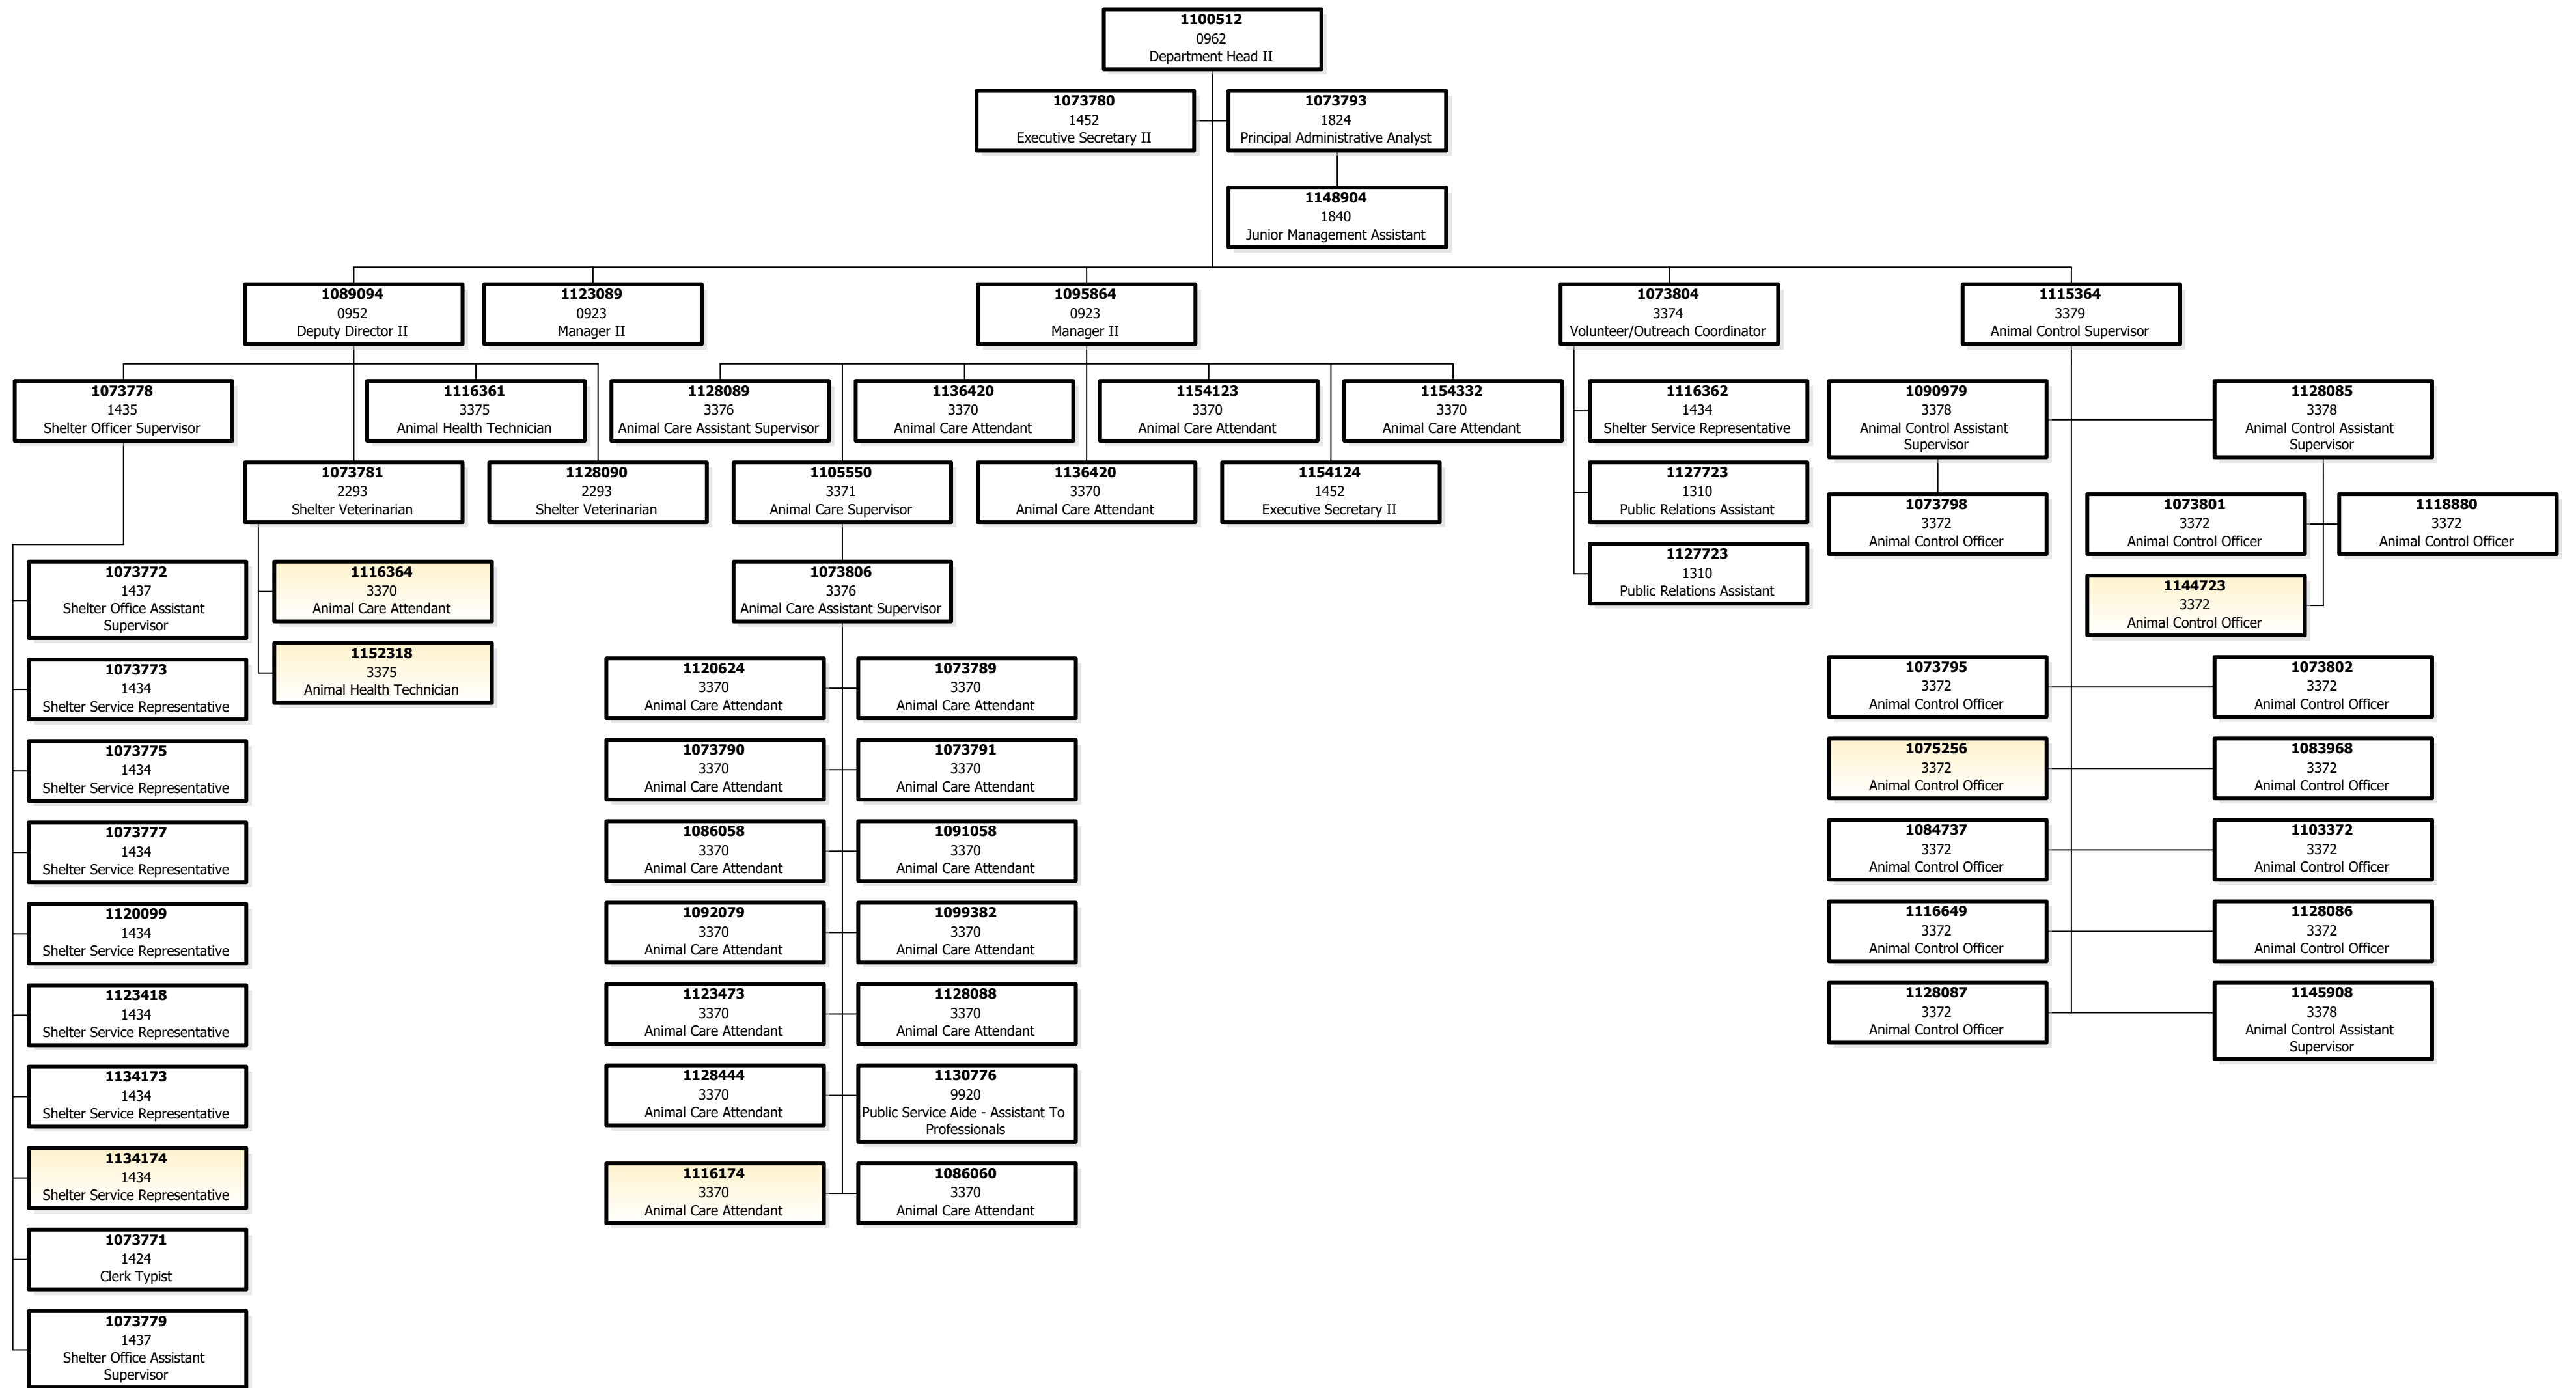 1100512
0962
Department Head II
1073780
1452
Executive Secretary II
1073793
1824
Principal Administrative Analyst
1148904
1840
Junior Management Assistant
1089094
0952
Deputy Director II
1123089
0923
Manager II
1095864
0923
Manager II
1073804
3374
Volunteer/Outreach Coordinator
1115364
3379
Animal Control Supervisor
1073778
1435
Shelter Officer Supervisor
1116361
3375
Animal Health Technician
1128089
3376
Animal Care Assistant Supervisor
1136420
3370
Animal Care Attendant
1154123
3370
Animal Care Attendant
1154332
3370
Animal Care Attendant
1116362
1434
Shelter Service Representative
1090979
3378
Animal Control Assistant
Supervisor
1128085
3378
Animal Control Assistant
Supervisor
1073781
2293
Shelter Veterinarian
1128090
2293
Shelter Veterinarian
1105550
3371
Animal Care Supervisor
1136420
3370
Animal Care Attendant
1154124
1452
Executive Secretary II
1127723
1310
Public Relations Assistant
1073798
3372
Animal Control Officer
1073801
3372
Animal Control Officer
1118880
3372
Animal Control Officer
1127723
1310
Public Relations Assistant
1144723
3372
Animal Control Officer
1073772
1437
Shelter Office Assistant
Supervisor
1116364
3370
Animal Care Attendant
1073806
3376
Animal Care Assistant Supervisor
1073773
1434
Shelter Service Representative
1152318
3375
Animal Health Technician
1120624
3370
Animal Care Attendant
1073789
3370
Animal Care Attendant
1073795
3372
Animal Control Officer
1073802
3372
Animal Control Officer
1073775
1434
Shelter Service Representative
1073790
3370
Animal Care Attendant
1073791
3370
Animal Care Attendant
1075256
3372
Animal Control Officer
1083968
3372
Animal Control Officer
1073777
1434
Shelter Service Representative
1086058
3370
Animal Care Attendant
1091058
3370
Animal Care Attendant
1084737
3372
Animal Control Officer
1103372
3372
Animal Control Officer
1120099
1434
Shelter Service Representative
1092079
3370
Animal Care Attendant
1099382
3370
Animal Care Attendant
1116649
3372
Animal Control Officer
1128086
3372
Animal Control Officer
1123418
1434
Shelter Service Representative
1123473
3370
Animal Care Attendant
1128088
3370
Animal Care Attendant
1128087
3372
Animal Control Officer
1145908
3378
Animal Control Assistant
Supervisor
1134173
1434
Shelter Service Representative
1128444
3370
Animal Care Attendant
1130776
9920
Public Service Aide - Assistant To
Professionals
1134174
1434
Shelter Service Representative
1116174
3370
Animal Care Attendant
1086060
3370
Animal Care Attendant
1073771
1424
Clerk Typist
1073779
1437
Shelter Office Assistant
Supervisor